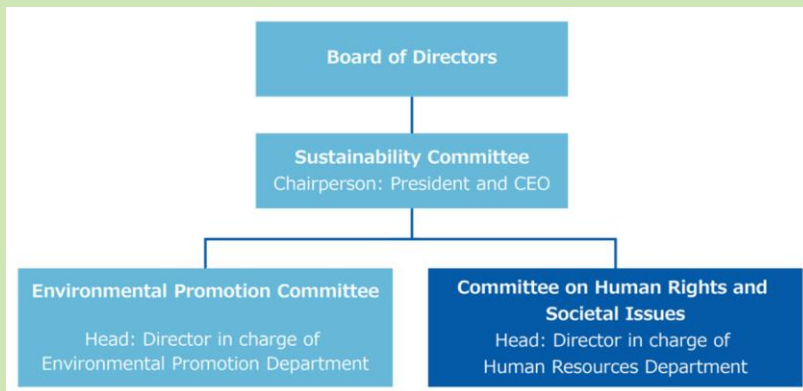 Board of Directors
Sustainability Committee
Chairperson: President and CEO
Environmental Promotion Committee
Head: Director in charge of
Environmental Promotion Department
Committee on Human Rights and
Societal Issues
Head: Director in charge of
Human Resources Department